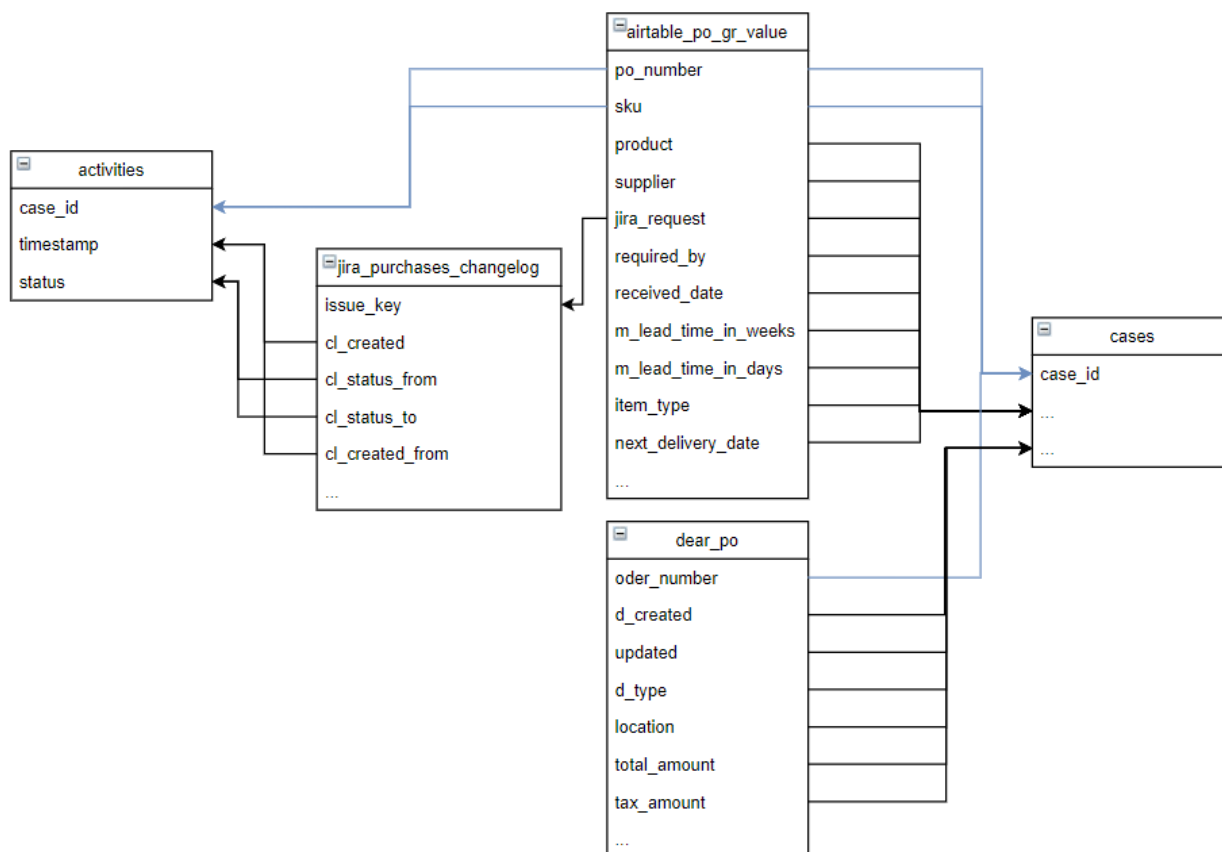 airtable_po_gr_value
po_number
sku
product
supplier
jira_request
required_by
received_date
m_lead_time_in_weeks
m_lead_time_in_days
item_type
next_delivery_date
...
activities
case_id
timestamp
status
jira_purchases_changelog
issue_key
cl_created
cl_status_from
cl_status_to
cl_created_from
...
cases
case_id
...
...
dear_po
oder_number
d_created
updated
d_type
location
total_amount
tax_amount
...